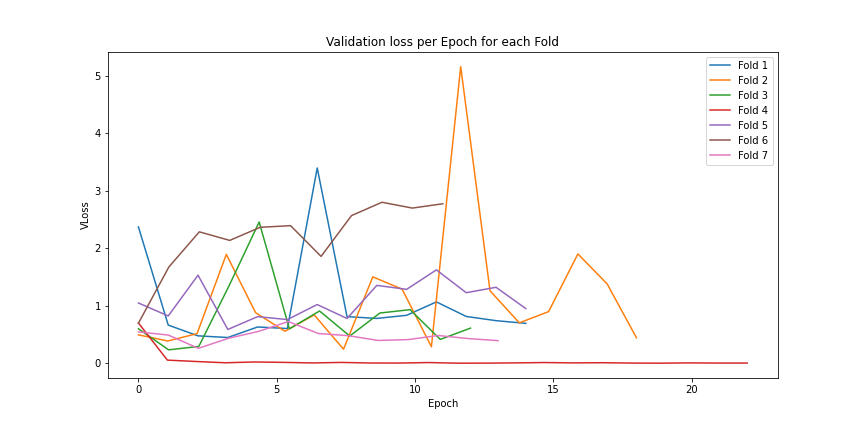 Validation loss per Epoch for each Fold
Fold 1
Fold 2
Fold 3
Fold 4
Fold 5
Fold 6
Fold 7
VLoss
5
4
3
2
1
0
0 5 10 15 20
Epoch